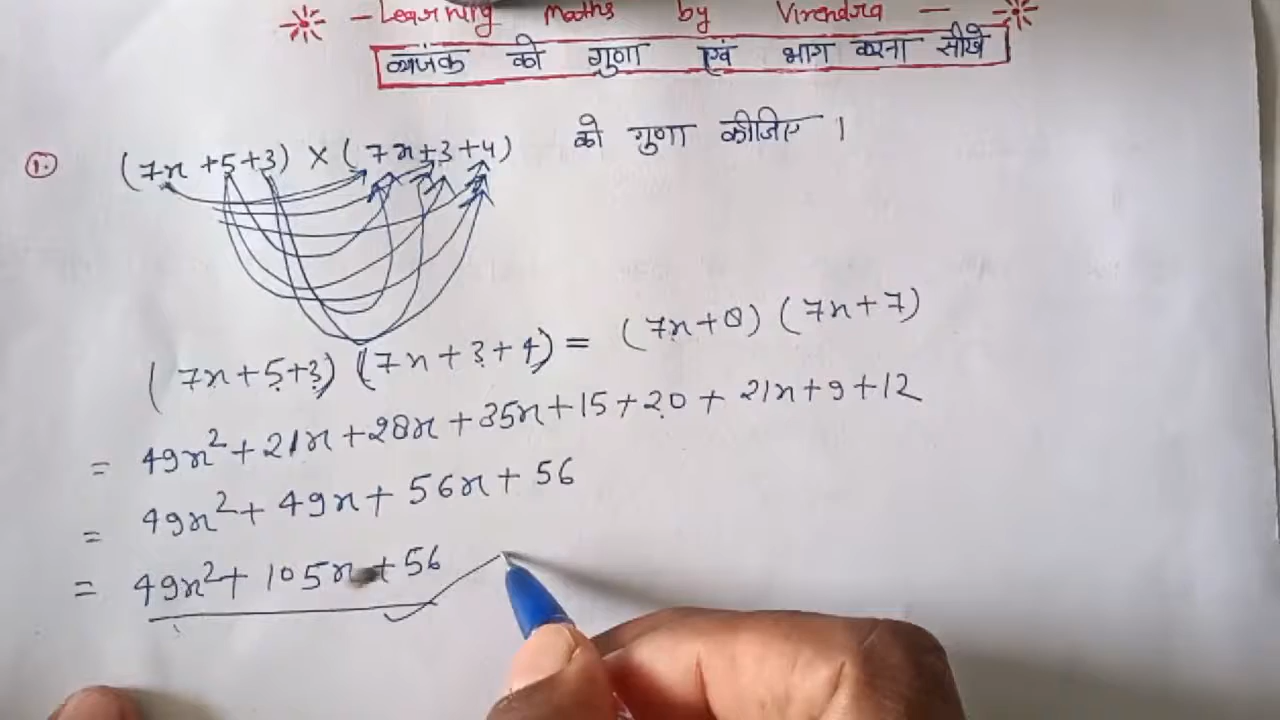 - Learning Maths by Virendra -
व्यंजक की गुणा एवं भाग करना सीखे
1. (7x+5+3) × (7x+3+4) को गुणा कीजिए ।
(7x+5+3) (7x+3+4) = (7x+8) (7x+7)
= 49x²+21x+28x+35x+15+20+21x+9+12
= 49x²+49x+56x+56
= 49x²+105x+56